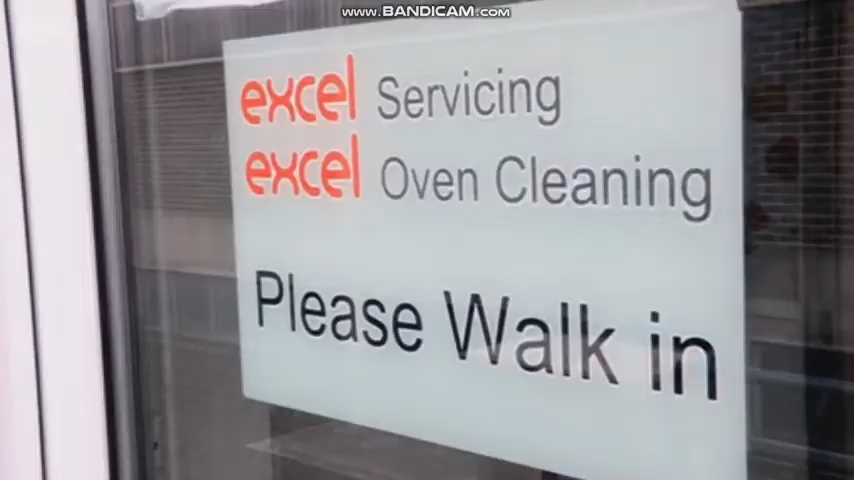 www.BANDICAM.com
excel Servicing
excel Oven Cleaning
Please Walk in